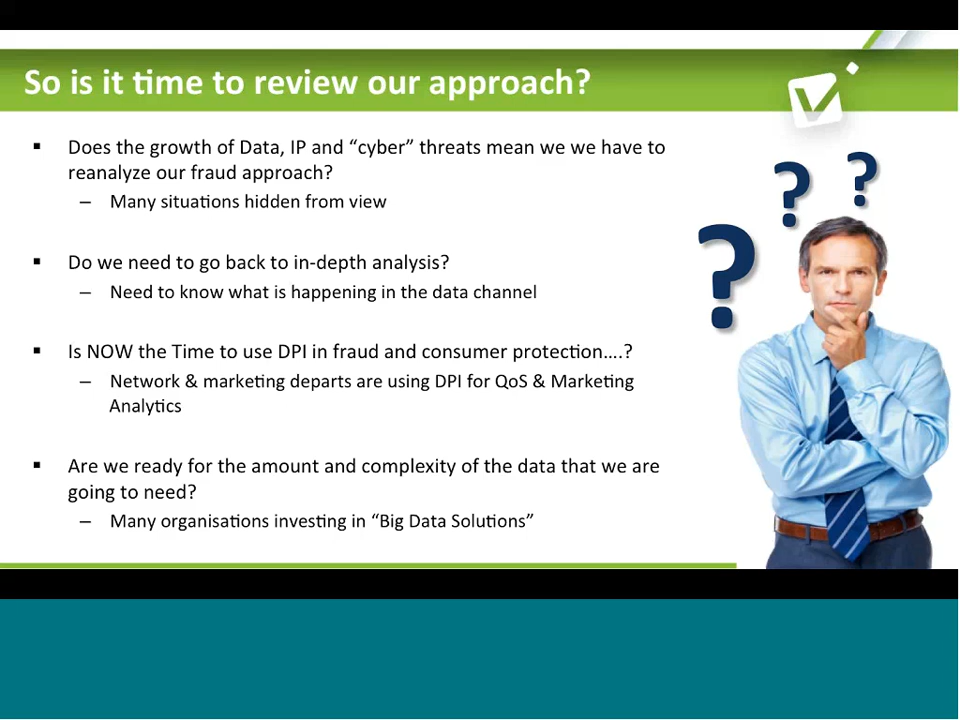 So is it time to review our approach?
▪ Does the growth of Data, IP and “cyber” threats mean we we have to
reanalyze our fraud approach?
– Many situations hidden from view
▪ Do we need to go back to in-depth analysis?
– Need to know what is happening in the data channel
▪ Is NOW the Time to use DPI in fraud and consumer protection….?
– Network & marketing departs are using DPI for QoS & Marketing
Analytics
▪ Are we ready for the amount and complexity of the data that we are
going to need?
– Many organisations investing in “Big Data Solutions”
? ? ?